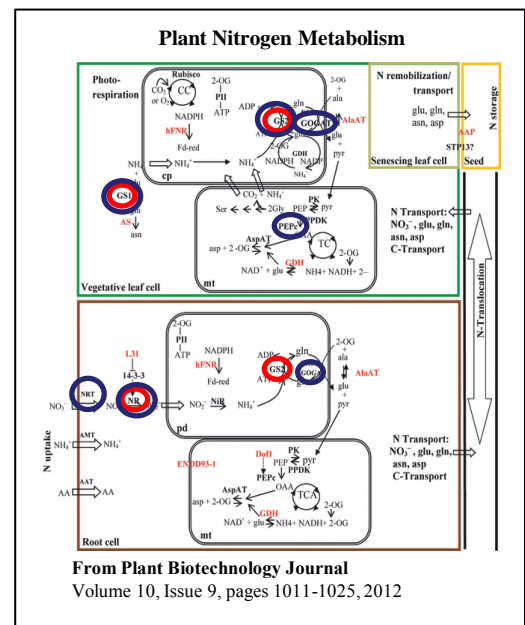 Plant Nitrogen Metabolism
Photo-
respiration
Rubisco
CO2
or O2
CC
2-OG
PII
ATP
NADPH
hFNR
Fd-red
NH4+
cp
ADP
GS2
gln
GOGAT
2-OG
NADPH
GDH
NADP
NH4+
2-OG
+
ala
AlaAT
glu
+
pyr
NH4+
+
GS1
AS
asn
CO2 + NH4+
Ser
2Gly
PEP
PK
pyr
PPDK
PEPc
AspAT
asp + 2-OG
TC
NAD+ + glu
GDH
NH4+ NADH+ 2–
mt
Vegetative leaf cell
N remobilization/
transport
glu, gln,
asn, asp
Senescing leaf cell
AAP
STP13?
Seed
N storage
N Transport:
NO3-, glu, gln,
asn, asp
C-Transport
N-Translocation
2-OG
PII
ATP
NADPH
hFNR
Fd-red
L31
14-3-3
NRT
NO3-
NR
NO2-
NiR
NH4+
pd
ADP
GS2
gln
GOGA
2-OG
+
ala
AlaAT
glu
+
pyr
N uptake
NH4+
AMT
NH4+
AA
AAT
AA
ENOD93-1
Dof1
PEPc
PEP
PK
pyr
PPDK
OAA
AspAT
asp + 2-OG
TCA
NAD+ + glu
GDH
NH4+ NADH+ 2-OG
mt
Root cell
N Transport:
NO3-, glu, gln,
asn, asp
C-Transport
From Plant Biotechnology Journal
Volume 10, Issue 9, pages 1011-1025, 2012